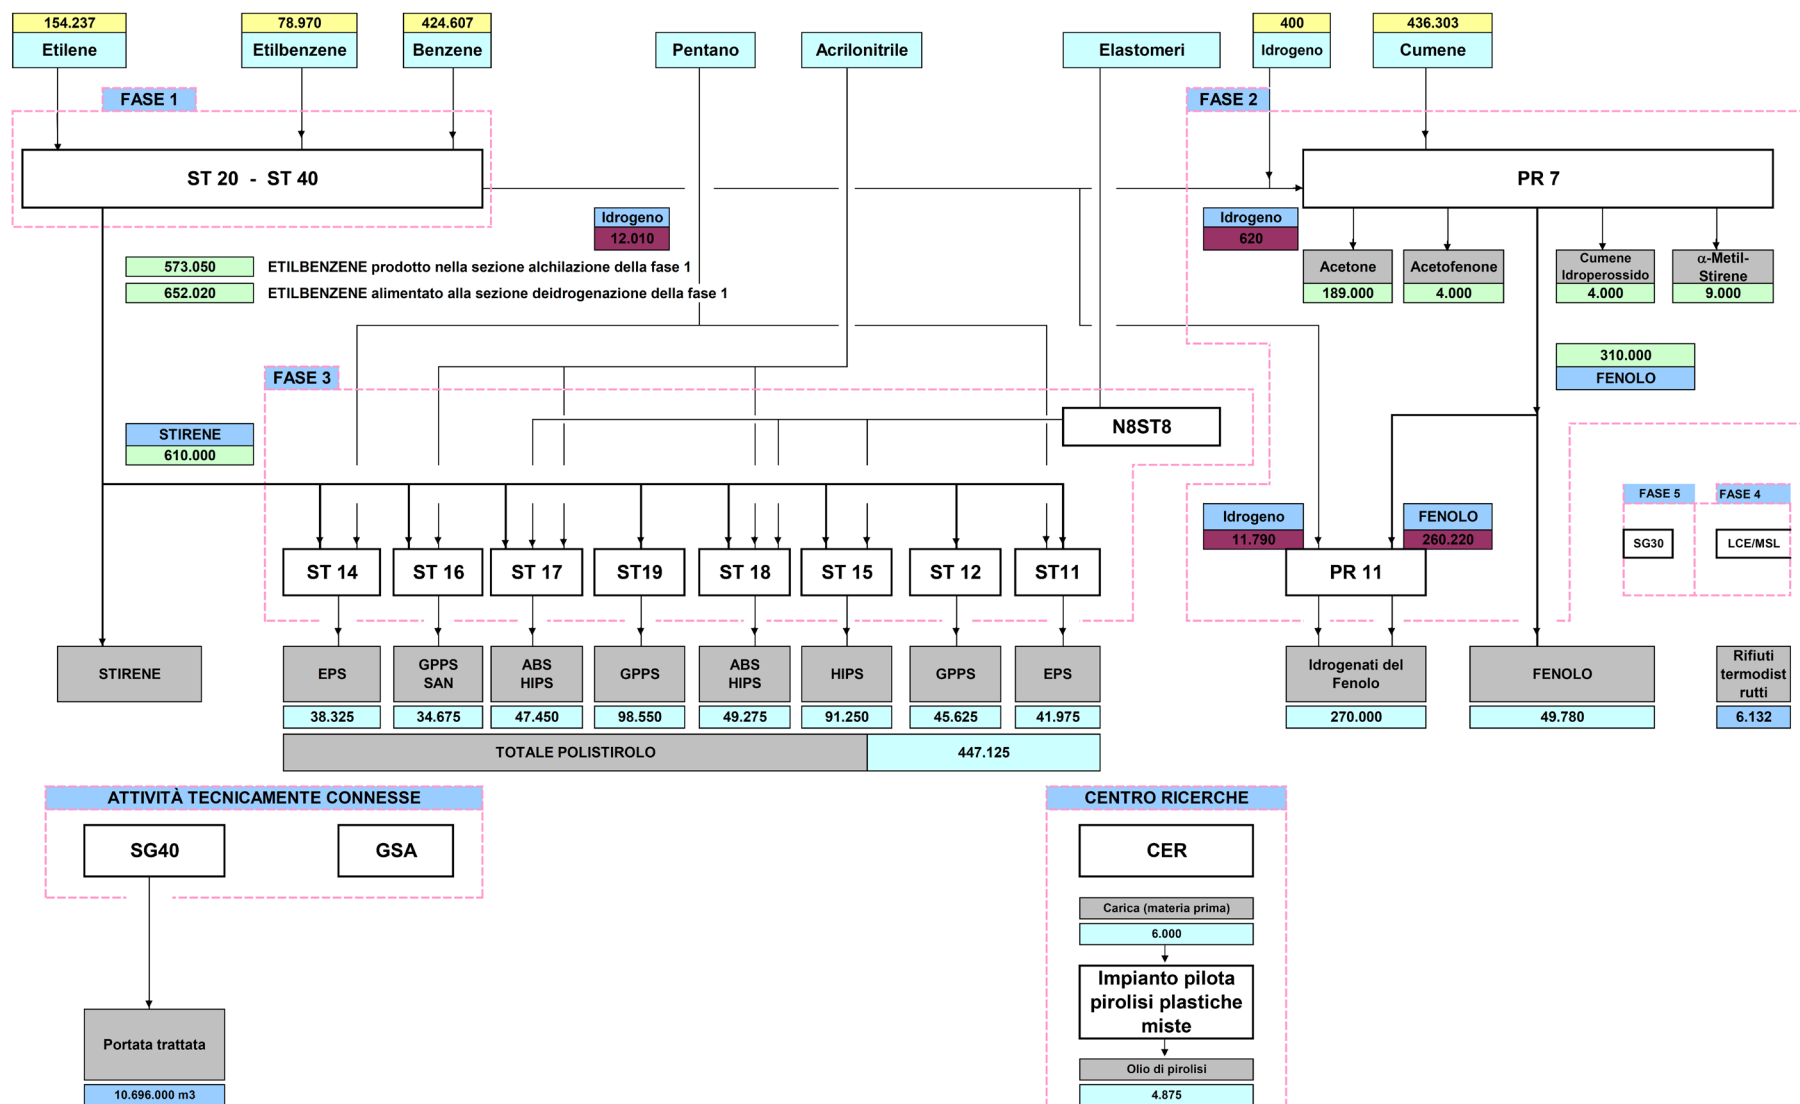 154.237
78.970
424.607
400
436.303
Etilene
Etilbenzene
Benzene
Pentano
Acrilonitrile
Elastomeri
Idrogeno
Cumene
FASE 1
FASE 2
ST 20 - ST 40
PR 7
Idrogeno
12.010
Idrogeno
620
573.050
ETILBENZENE prodotto nella sezione alchilazione della fase 1
652.020
ETILBENZENE alimentato alla sezione deidrogenazione della fase 1
Acetone
189.000
Acetofenone
4.000
Cumene
Idroperossido
4.000
α-Metil-
Stirene
9.000
310.000
FENOLO
FASE 3
N8ST8
STIRENE
610.000
Idrogeno
11.790
FENOLO
260.220
FASE 5
FASE 4
SG30
LCE/MSL
ST 14
ST 16
ST 17
ST19
ST 18
ST 15
ST 12
ST11
PR 11
STIRENE
EPS
GPPS
SAN
ABS
HIPS
GPPS
ABS
HIPS
HIPS
GPPS
EPS
Idrogenati del
Fenolo
FENOLO
Rifiuti
termodist
rutti
38.325
34.675
47.450
98.550
49.275
91.250
45.625
41.975
270.000
49.780
6.132
TOTALE POLISTIROLO
447.125
ATTIVITÀ TECNICAMENTE CONNESSE
SG40
GSA
Portata trattata
10.696.000 m3
CENTRO RICERCHE
CER
Carica (materia prima)
6.000
Impianto pilota
pirolisi plastiche
miste
Olio di pirolisi
4.875